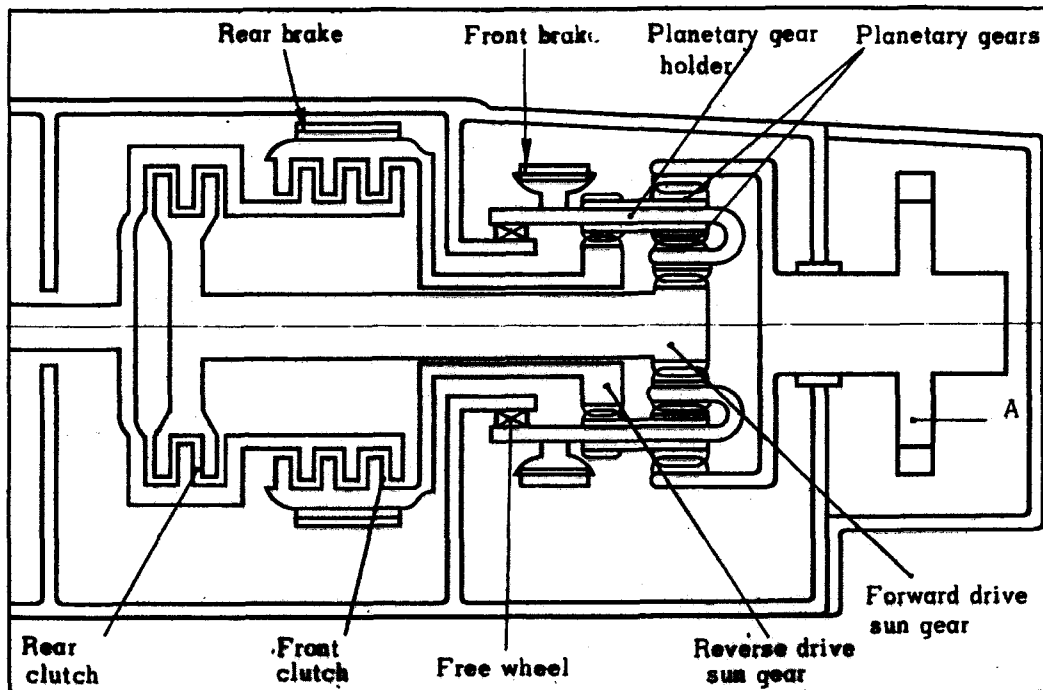 Rear brake
Front brake
Planetary gear
holder
Planetary gears
A
Forward drive
sun gear
Rear
clutch
Front
clutch
Free wheel
Reverse drive
sun gear